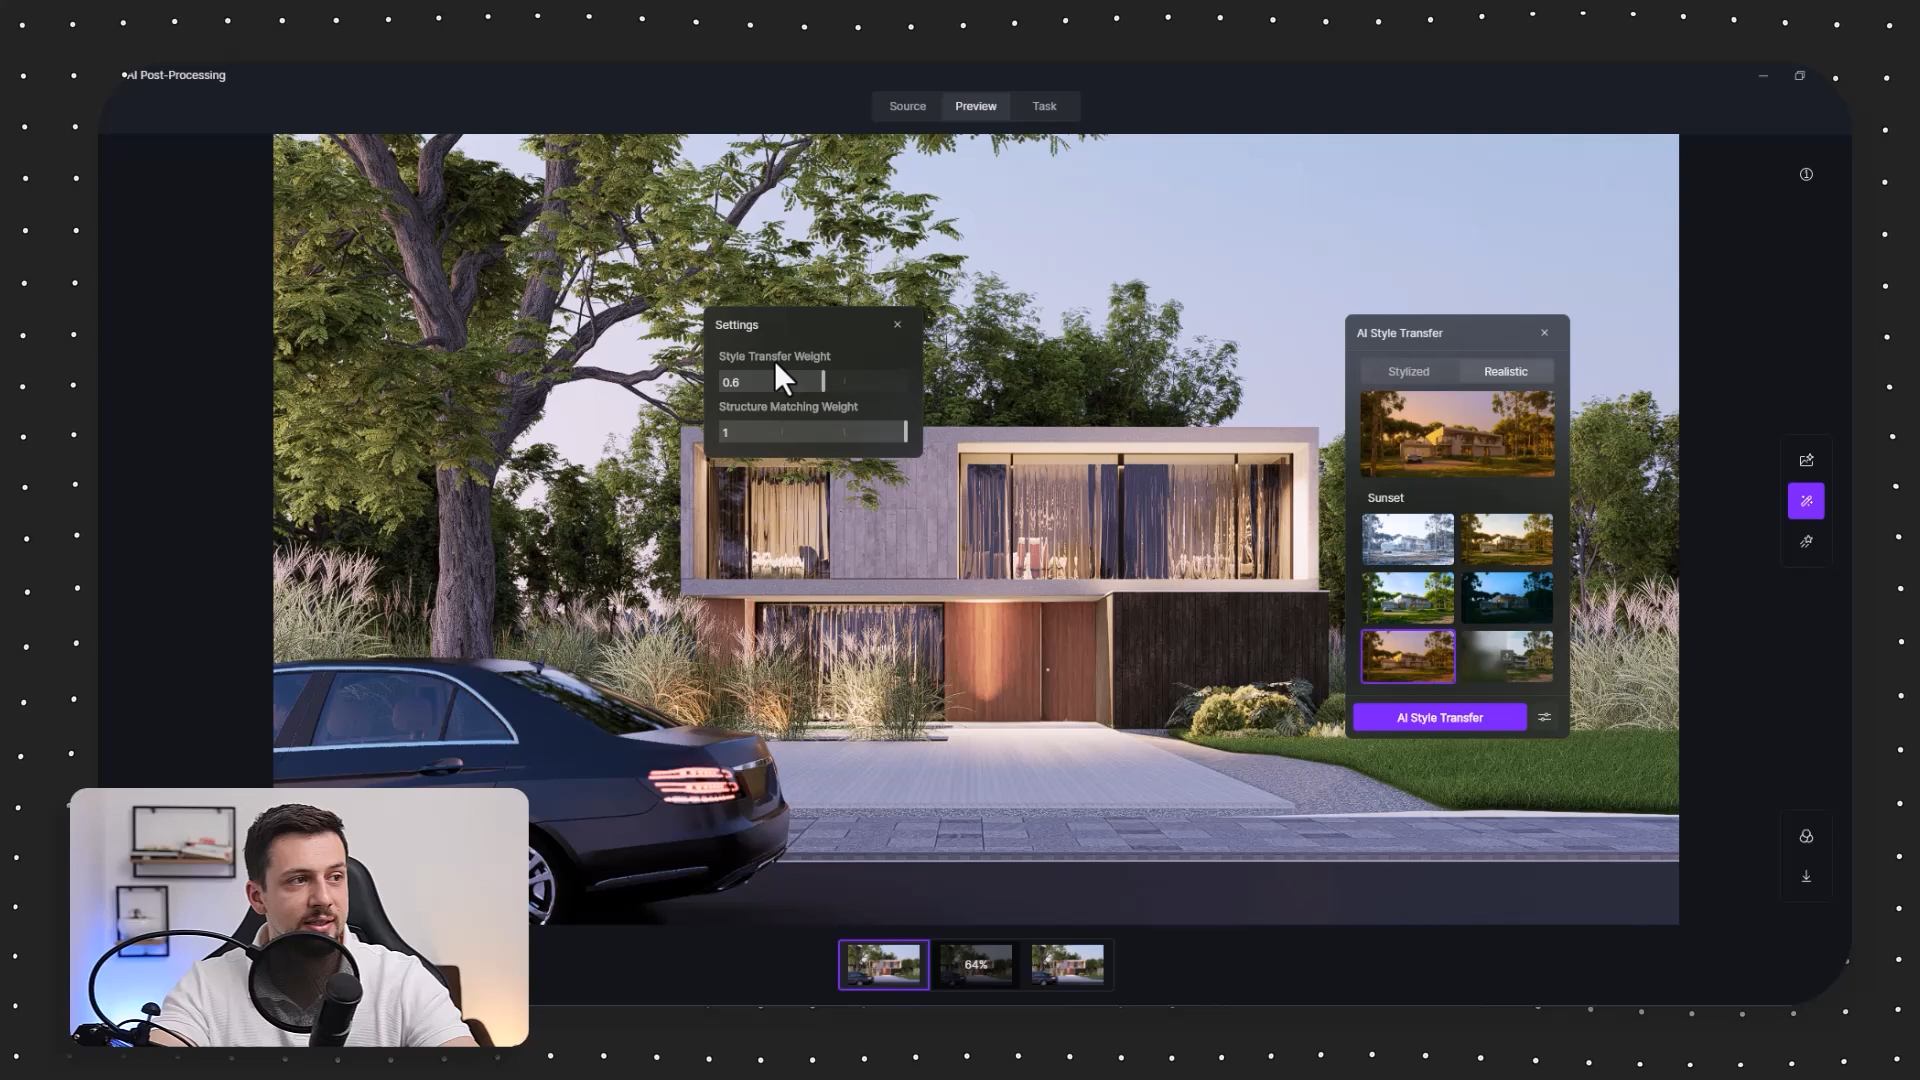 AI Post-Processing
Source
Preview
Task
Settings
Style Transfer Weight
0.6
Structure Matching Weight
1
AI Style Transfer
Stylized
Realistic
Sunset
AI Style Transfer
64%